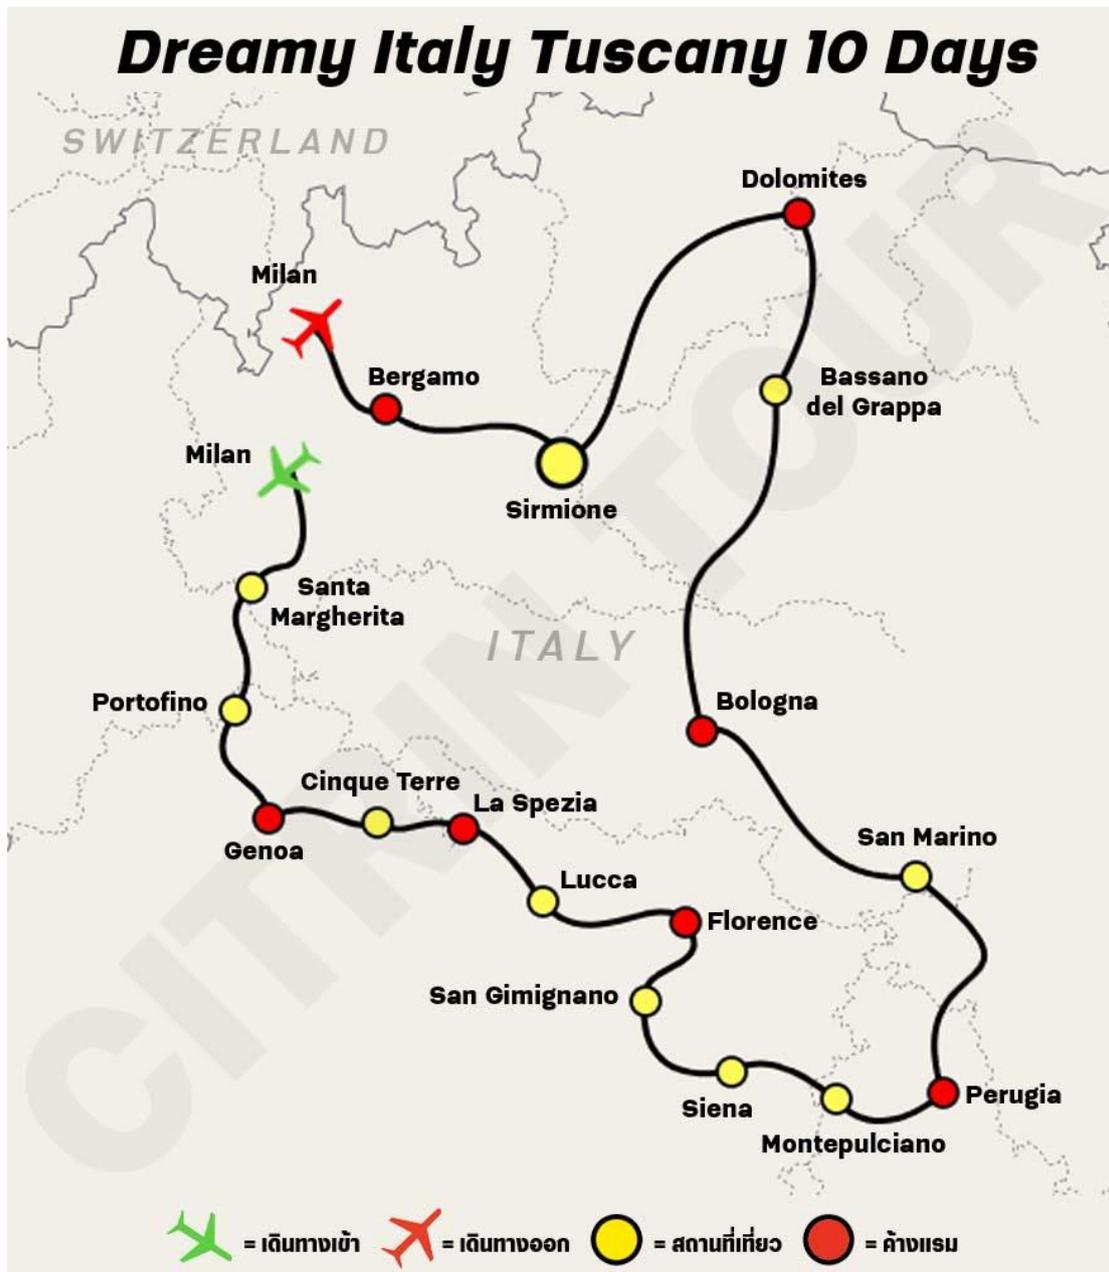 Dreamy Italy Tuscany 10 Days
SWITZERLAND
Dolomites
Milan
Bergamo
Bassano
del Grappa
Milan
Sirmione
Santa
Margherita
ITALY
Portofino
Bologna
Cinque Terre
La Spezia
Genoa
San Marino
Lucca
Florence
San Gimignano
Siena
Perugia
Montepulciano
CITRIN TOUR
= เดินทางเข้า = เดินทางออก = สถานที่เที่ยว = ค้างแรม